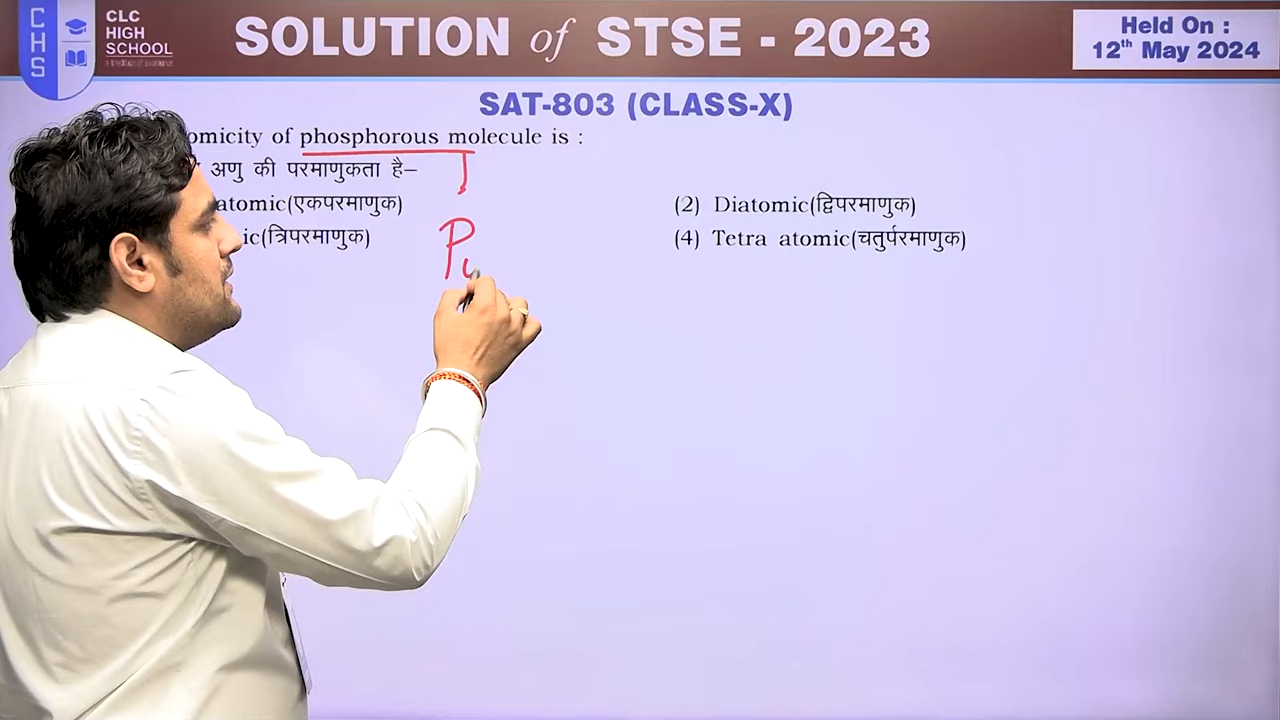 CHS
CLC
HIGH
SCHOOL
SOLUTION of STSE - 2023
Held On :
12th May 2024
SAT-803 (CLASS-X)
omicity of phosphorous molecule is :
अणु की परमाणुकता है–
atomic(एकपरमाणुक)
(2) Diatomic(द्विपरमाणुक)
ic(त्रिपरमाणुक)
(4) Tetra atomic(चतुर्परमाणुक)
P